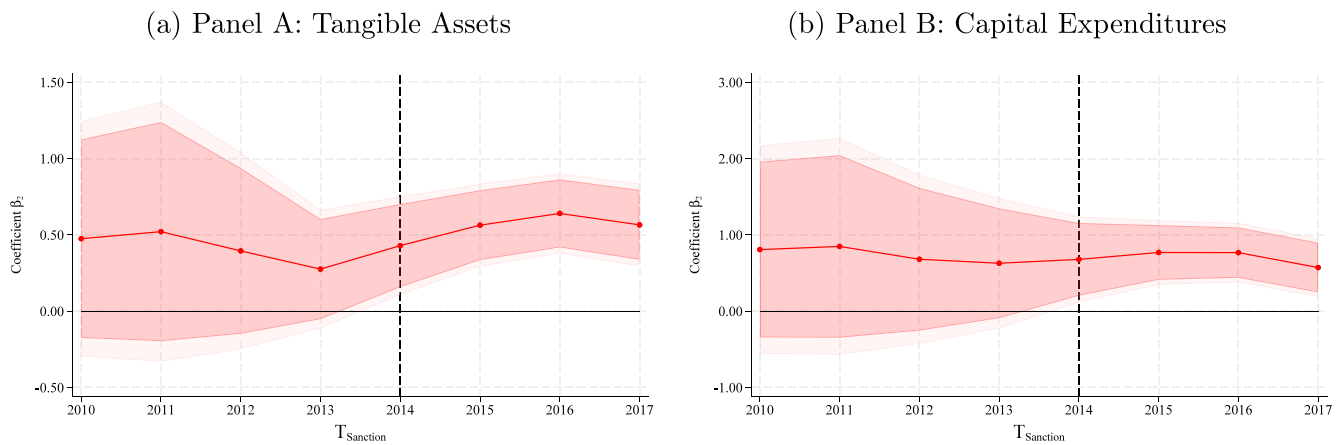 (a) Panel A: Tangible Assets
1.50
1.00
0.50
0.00
-0.50
Coefficient β₂
2010 2011 2012 2013 2014 2015 2016 2017
T_Sanction
(b) Panel B: Capital Expenditures
3.00
2.00
1.00
0.00
-1.00
Coefficient β₂
2010 2011 2012 2013 2014 2015 2016 2017
T_Sanction